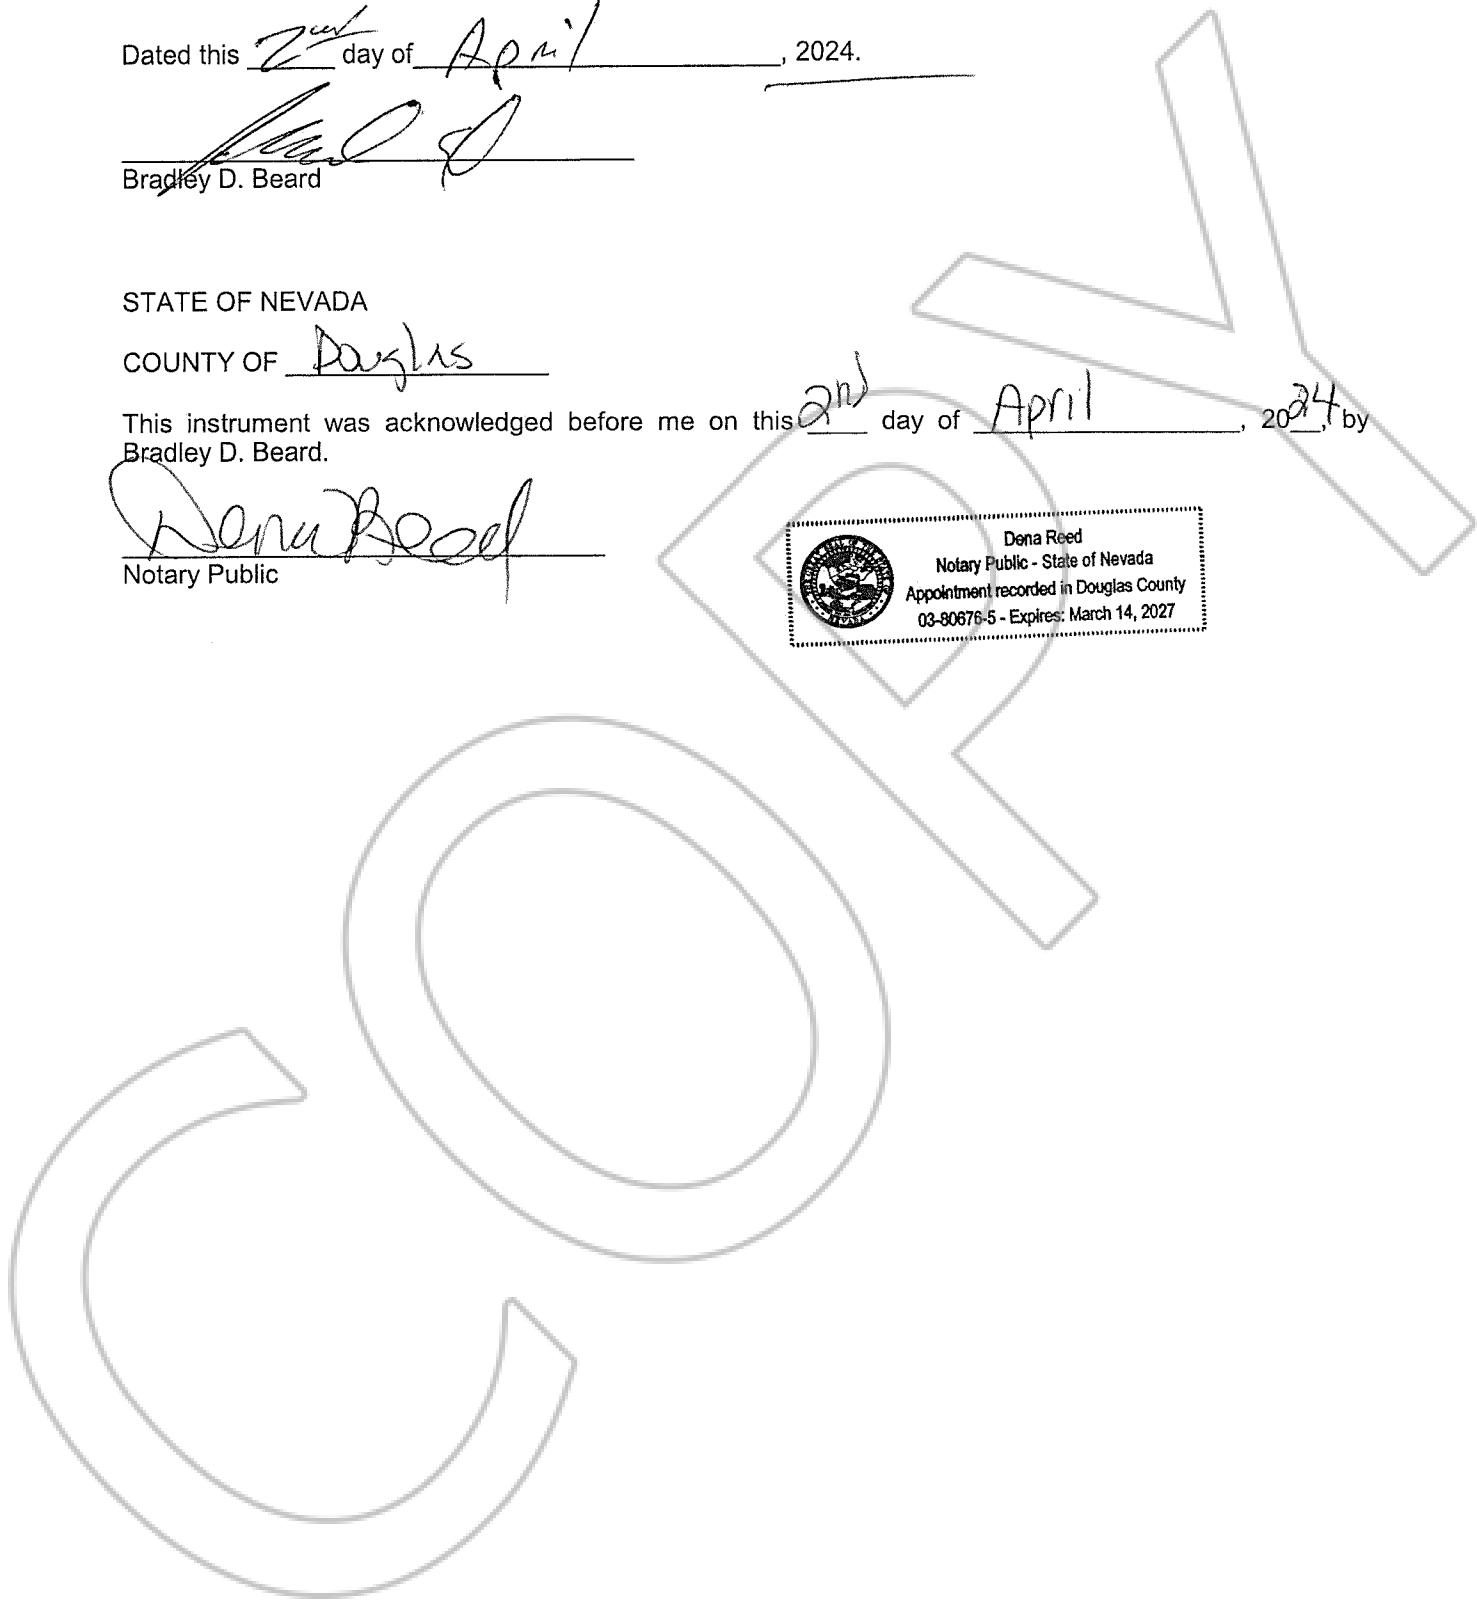 Dated this 2nd day of April, 2024.
Bradley D. Beard
STATE OF NEVADA
COUNTY OF Douglas
This instrument was acknowledged before me on this 2nd day of April, 2024, by
Bradley D. Beard.
Dena Reed
Notary Public
Dena Reed
Notary Public - State of Nevada
Appointment recorded in Douglas County
03-80676-5 - Expires: March 14, 2027
COPY